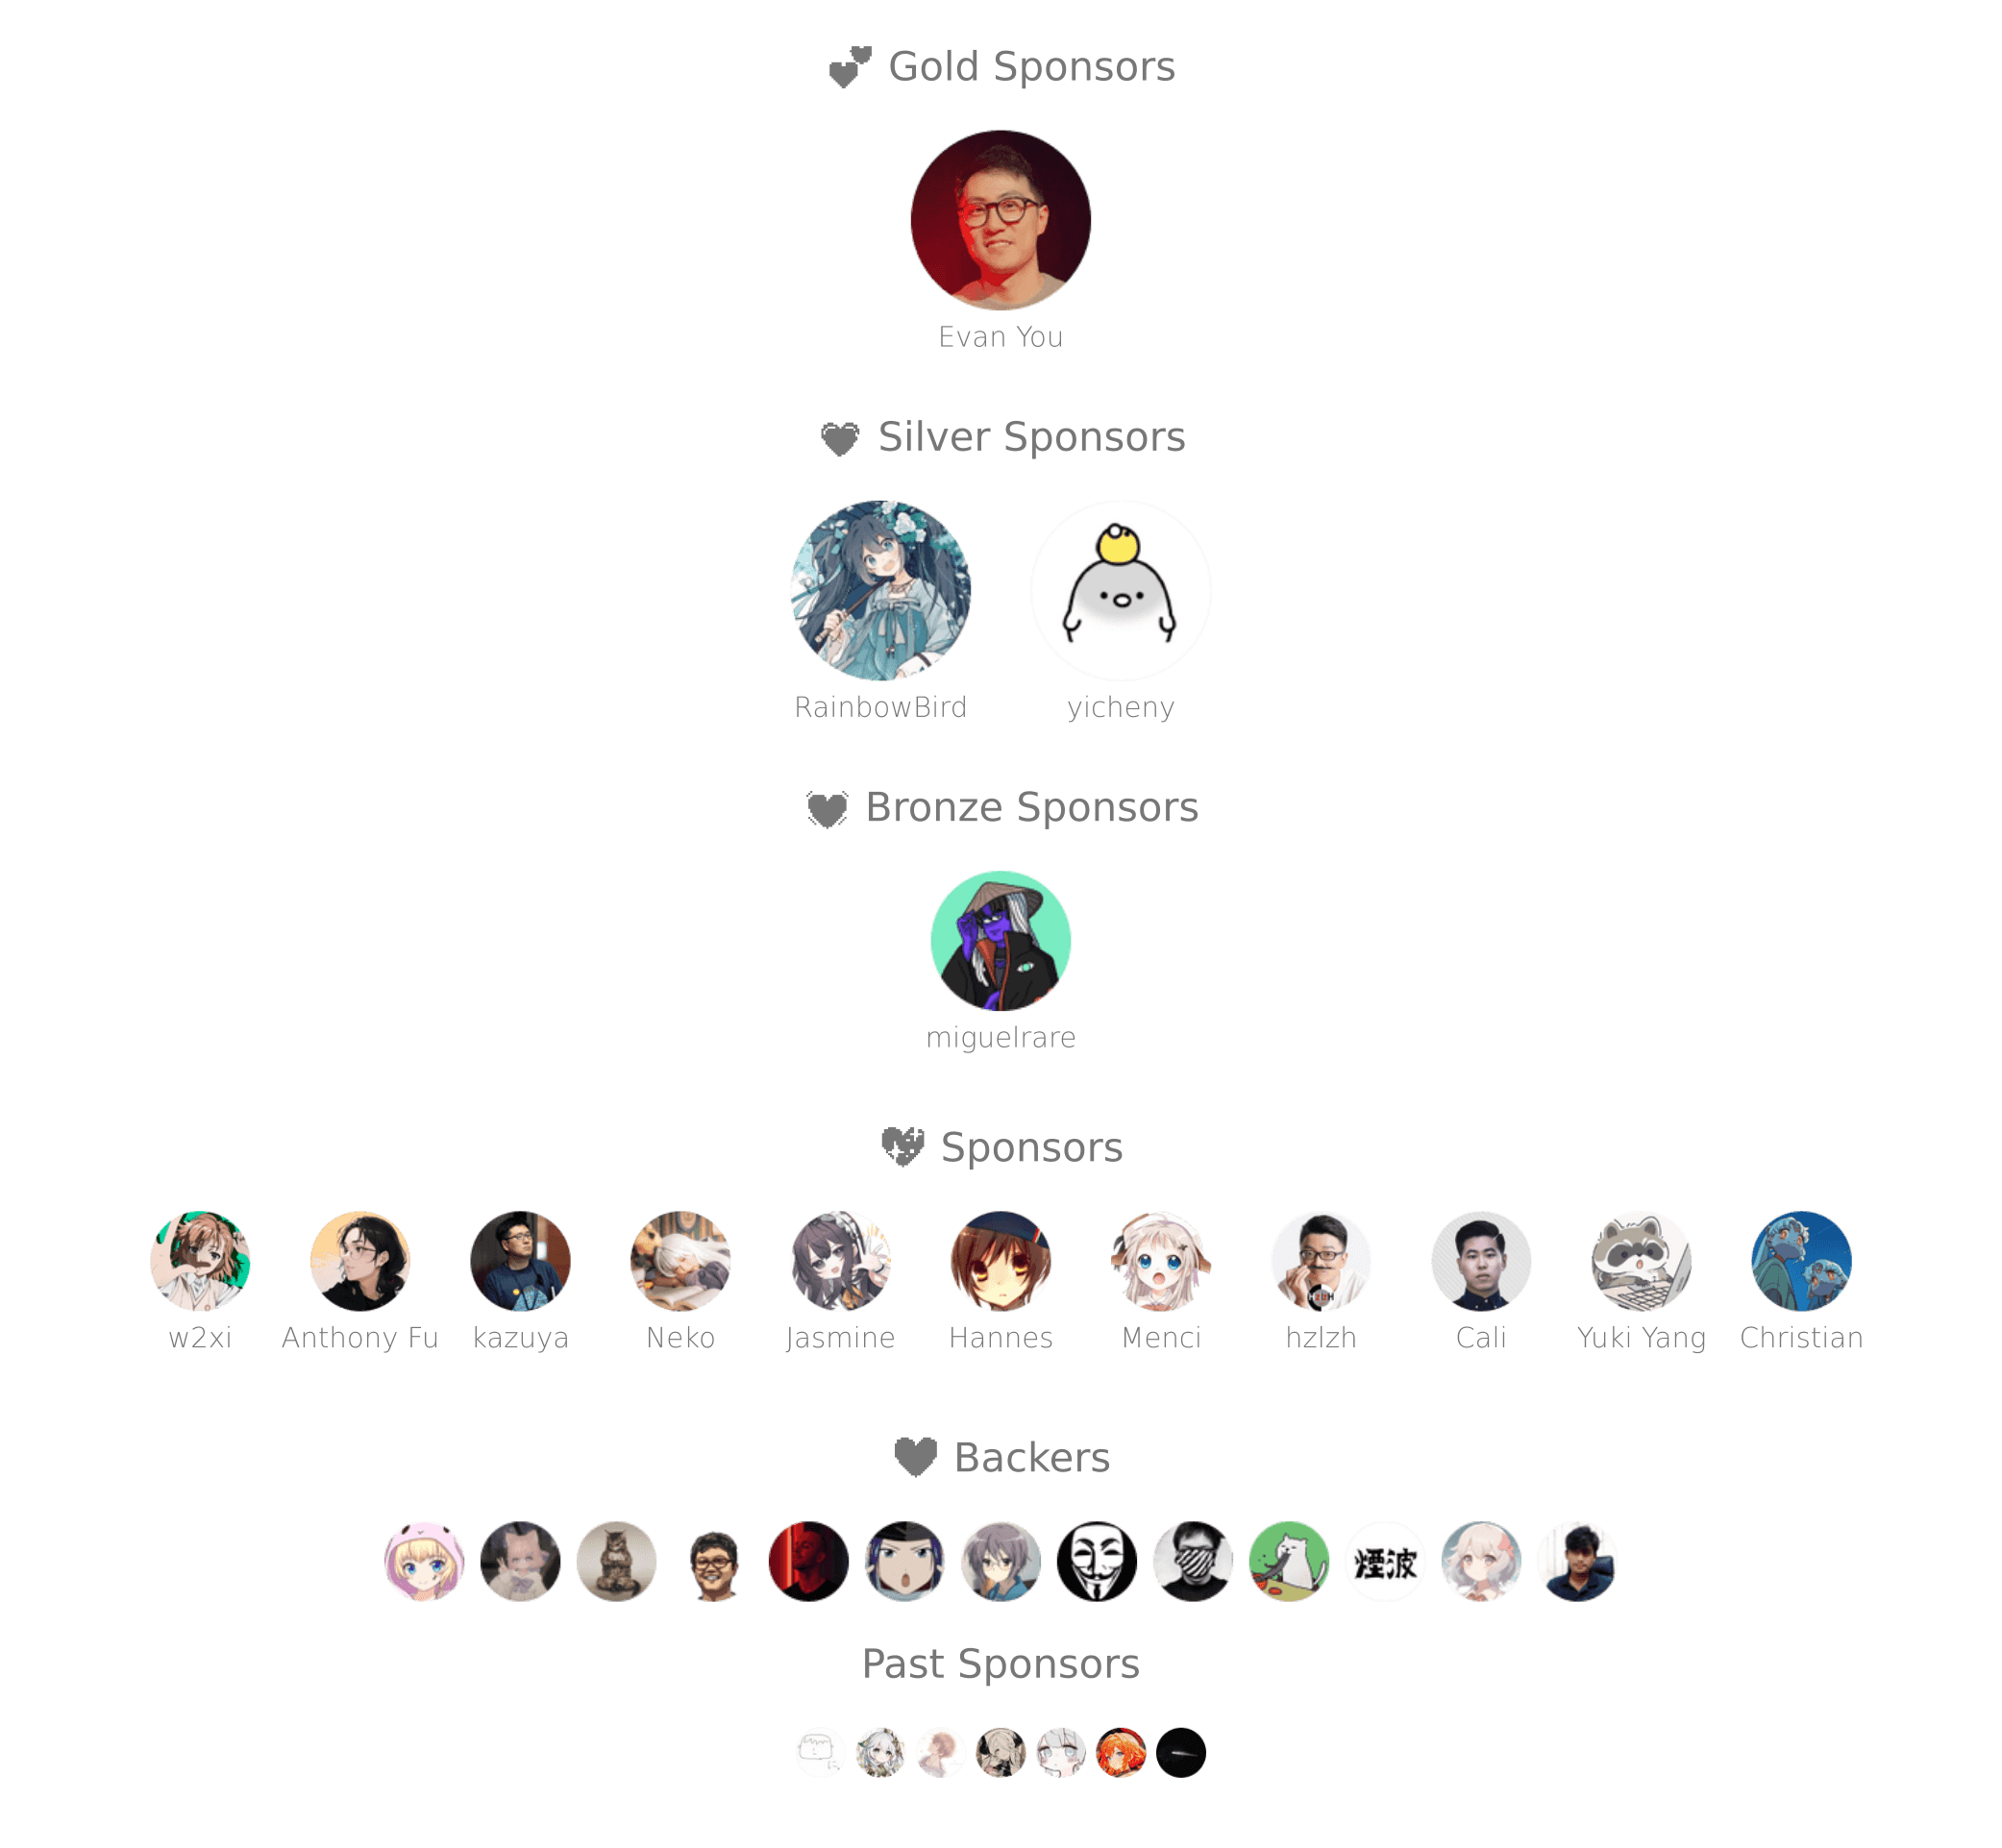 Gold Sponsors
Evan You
Silver Sponsors
RainbowBird
yicheny
Bronze Sponsors
miguelrare
Sponsors
w2xi
Anthony Fu
kazuya
Neko
Jasmine
Hannes
Menci
hzlzh
Cali
Yuki Yang
Christian
Backers
煙波
Past Sponsors